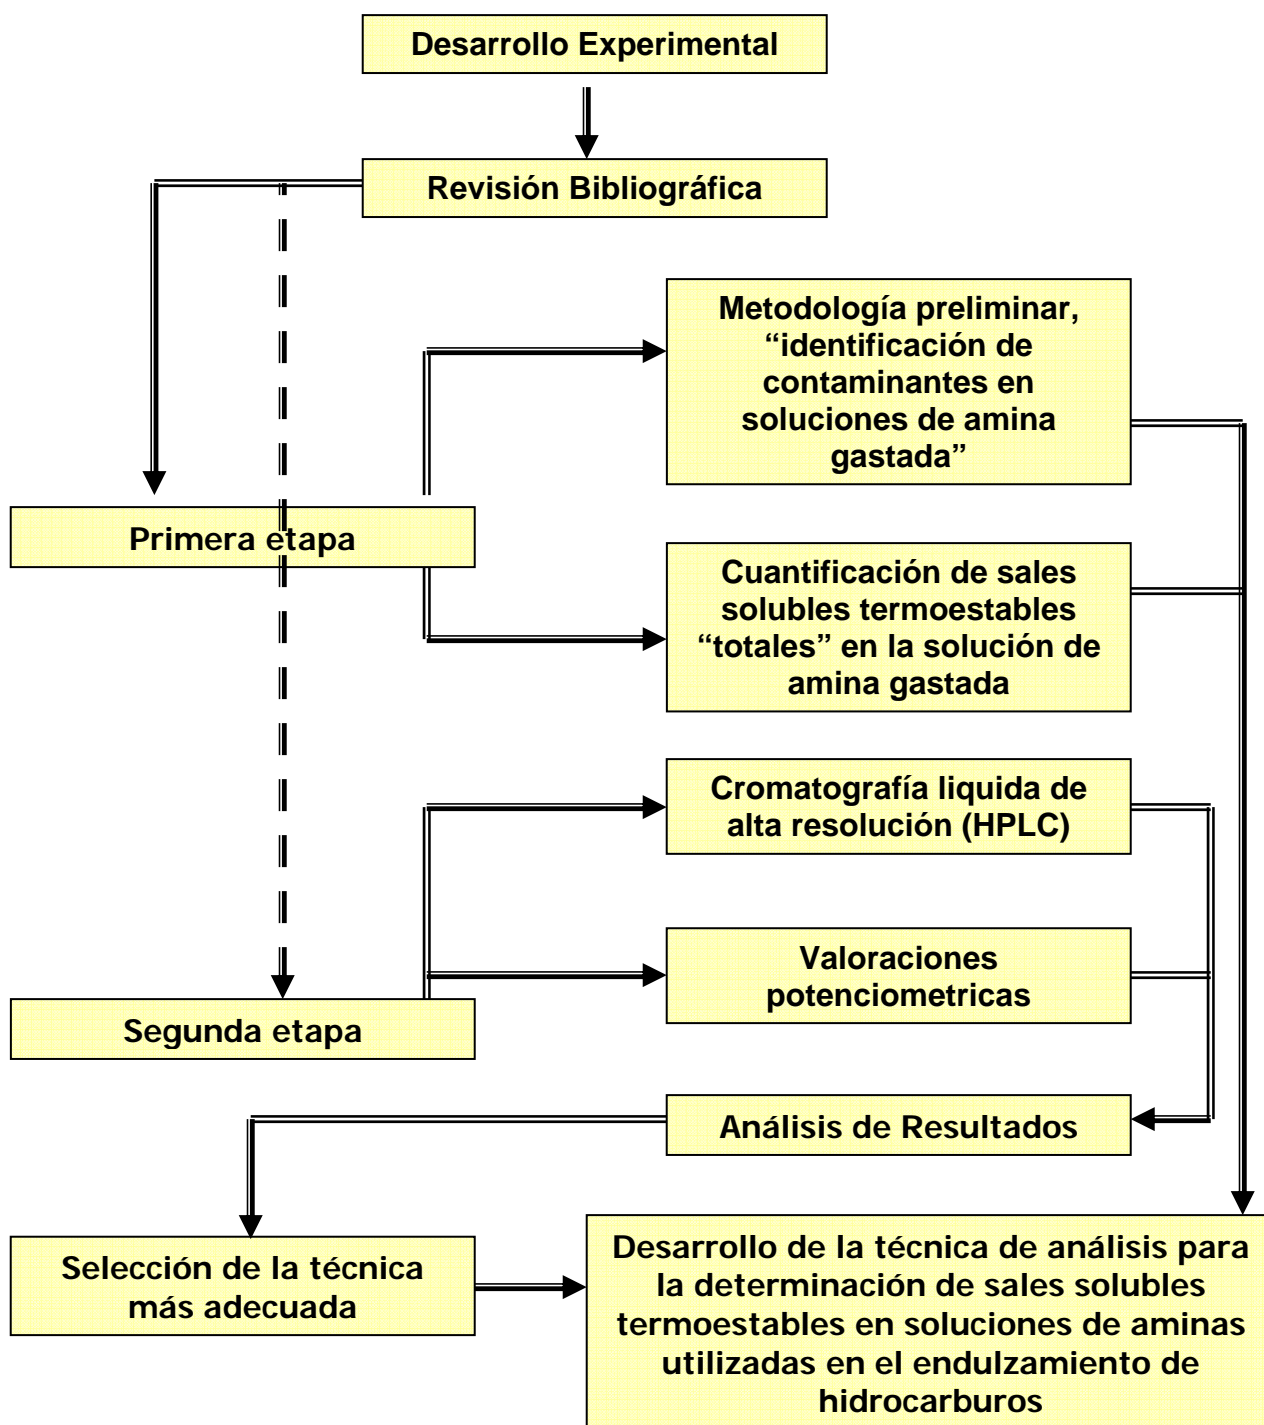 Desarrollo Experimental
Revisión Bibliográfica
Metodología preliminar,
“identificación de
contaminantes en
soluciones de amina
gastada”
Primera etapa
Cuantificación de sales
solubles termoestables
“totales” en la solución de
amina gastada
Cromatografía liquida de
alta resolución (HPLC)
Valoraciones
potenciometricas
Segunda etapa
Análisis de Resultados
Selección de la técnica
más adecuada
Desarrollo de la técnica de análisis para
la determinación de sales solubles
termoestables en soluciones de aminas
utilizadas en el endulzamiento de
hidrocarburos